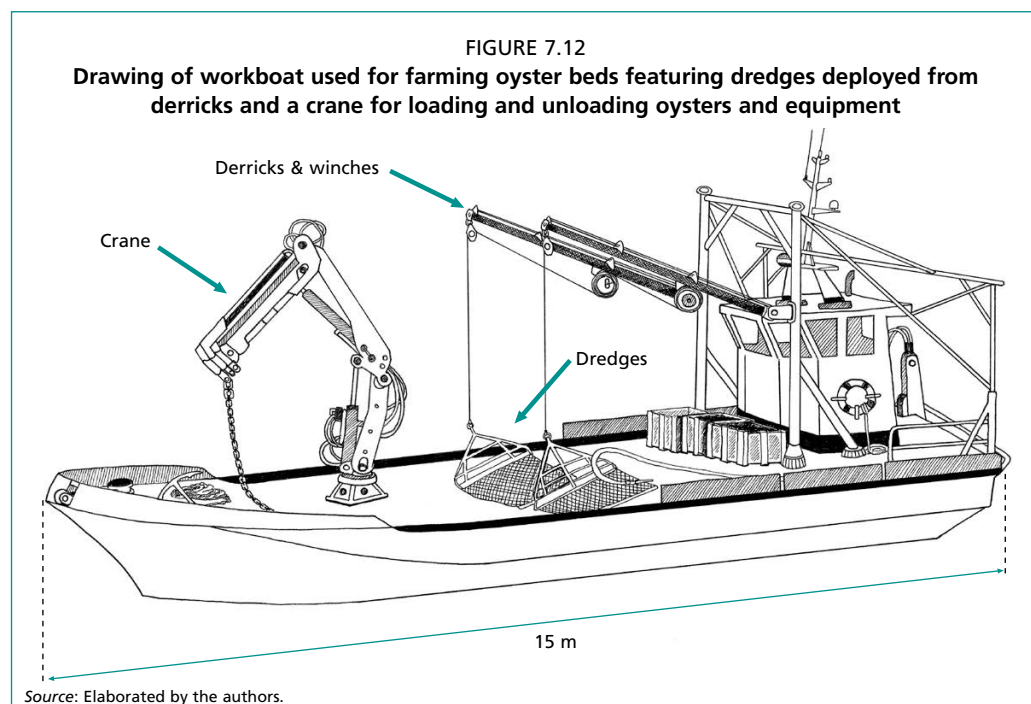 FIGURE 7.12
Drawing of workboat used for farming oyster beds featuring dredges deployed from
derricks and a crane for loading and unloading oysters and equipment
Derricks & winches
Crane
Dredges
15 m
Source: Elaborated by the authors.